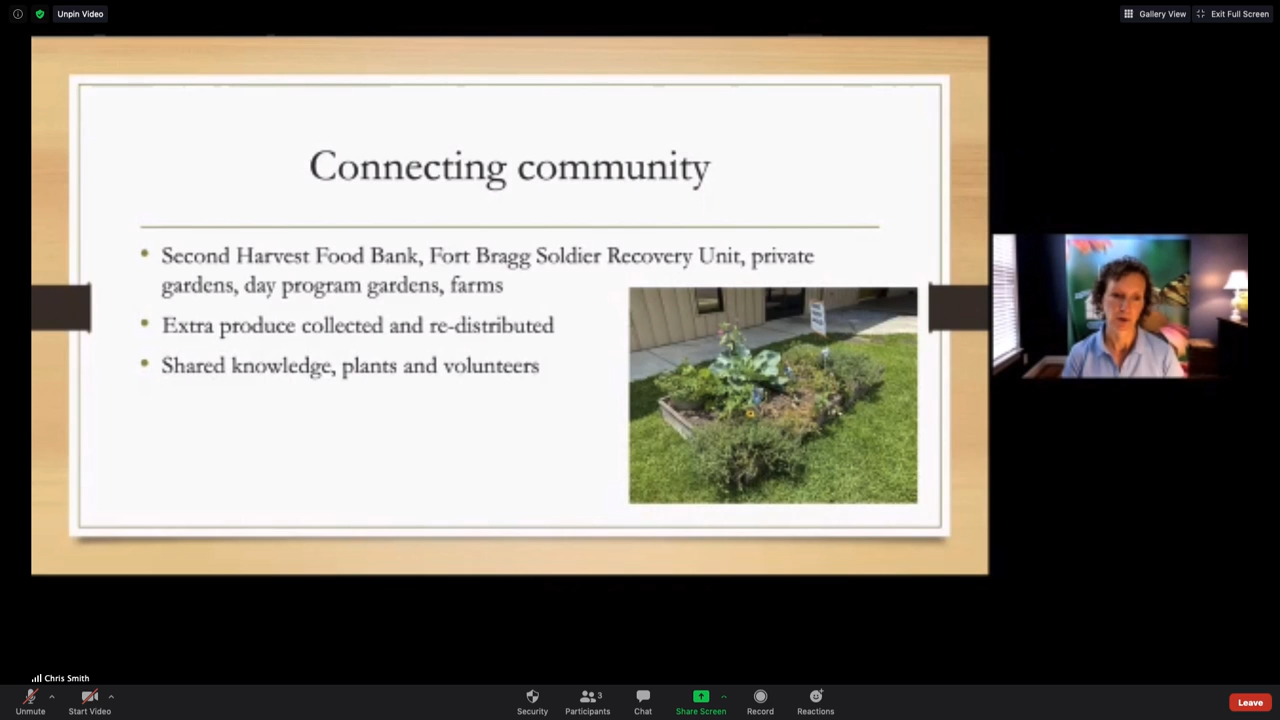 Unpin Video
Gallery View
Exit Full Screen
Connecting community
• Second Harvest Food Bank, Fort Bragg Soldier Recovery Unit, private
gardens, day program gardens, farms
• Extra produce collected and re-distributed
• Shared knowledge, plants and volunteers
Chris Smith
Unmute
Start Video
Security
Participants
3
Chat
Share Screen
Record
Reactions
Leave